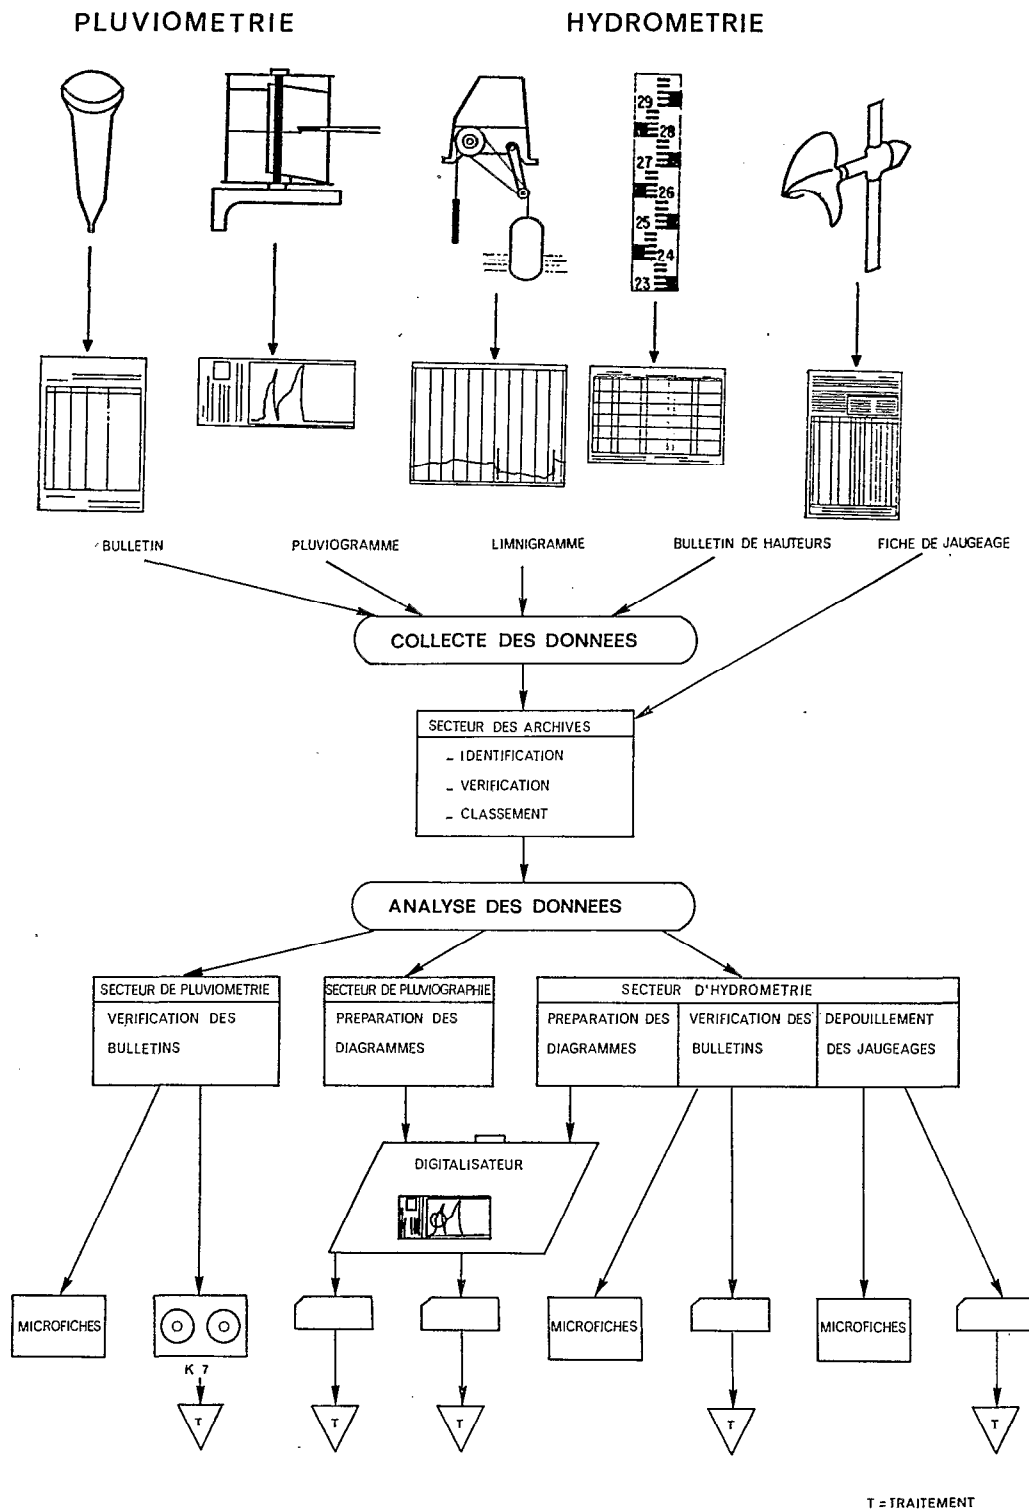 PLUVIOMETRIE
HYDROMETRIE
29
28
27
26
25
24
23
BULLETIN
PLUVIOGRAMME
LIMNIGRAMME
BULLETIN DE HAUTEURS
FICHE DE JAUGEAGE
COLLECTE DES DONNEES
SECTEUR DES ARCHIVES
_ IDENTIFICATION
_ VERIFICATION
_ CLASSEMENT
ANALYSE DES DONNEES
SECTEUR DE PLUVIOMETRIE
VERIFICATION DES
BULLETINS
SECTEUR DE PLUVIOGRAPHIE
PREPARATION DES
DIAGRAMMES
SECTEUR D'HYDROMETRIE
PREPARATION DES
DIAGRAMMES
VERIFICATION DES
BULLETINS
DEPOUILLEMENT
DES JAUGEAGES
DIGITALISATEUR
MICROFICHES
K 7
MICROFICHES
MICROFICHES
T
T
T
T
T
T = TRAITEMENT